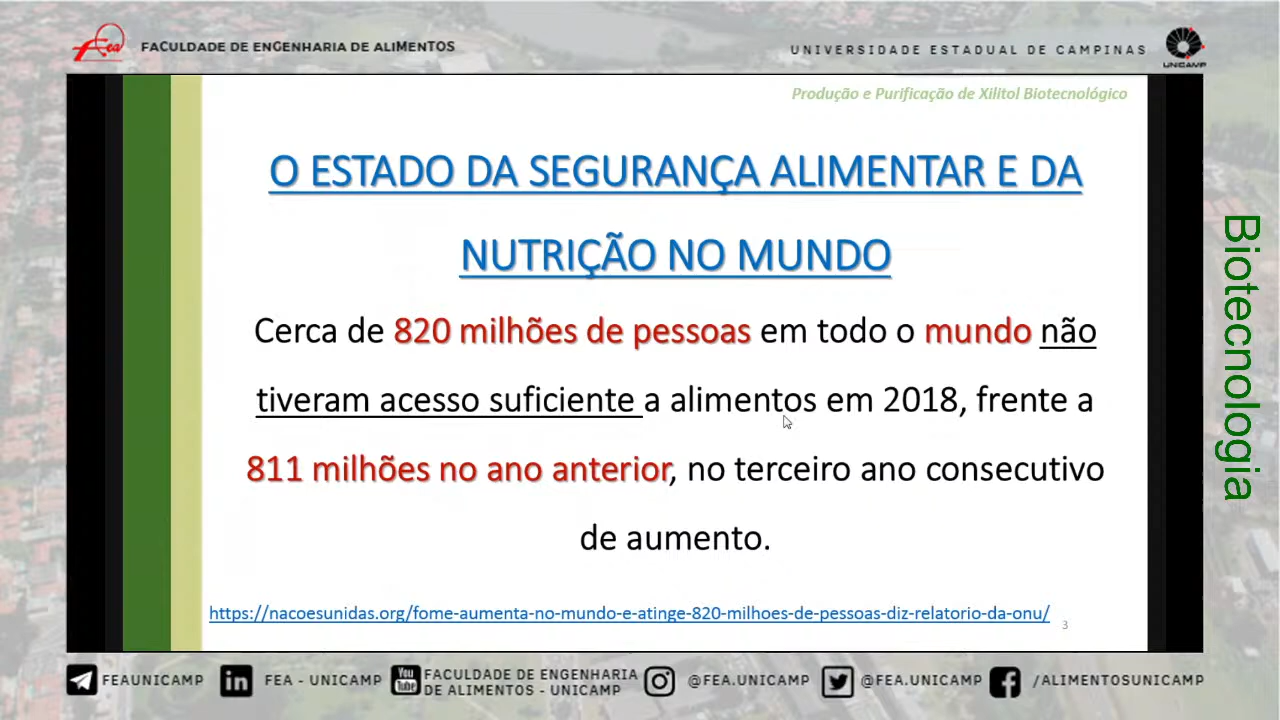 Fea
FACULDADE DE ENGENHARIA DE ALIMENTOS
UNIVERSIDADE ESTADUAL DE CAMPINAS
UNICAMP
Produção e Purificação de Xilitol Biotecnológico
O ESTADO DA SEGURANÇA ALIMENTAR E DA
NUTRIÇÃO NO MUNDO
Cerca de 820 milhões de pessoas em todo o mundo não
tiveram acesso suficiente a alimentos em 2018, frente a
811 milhões no ano anterior, no terceiro ano consecutivo
de aumento.
https://nacoesunidas.org/fome-aumenta-no-mundo-e-atinge-820-milhoes-de-pessoas-diz-relatorio-da-onu/
3
Biotecnologia
FEAUNICAMP
in
FEA - UNICAMP
You
Tube
FACULDADE DE ENGENHARIA
DE ALIMENTOS - UNICAMP
@FEA.UNICAMP
@FEA.UNICAMP
/ALIMENTOSUNICAMP